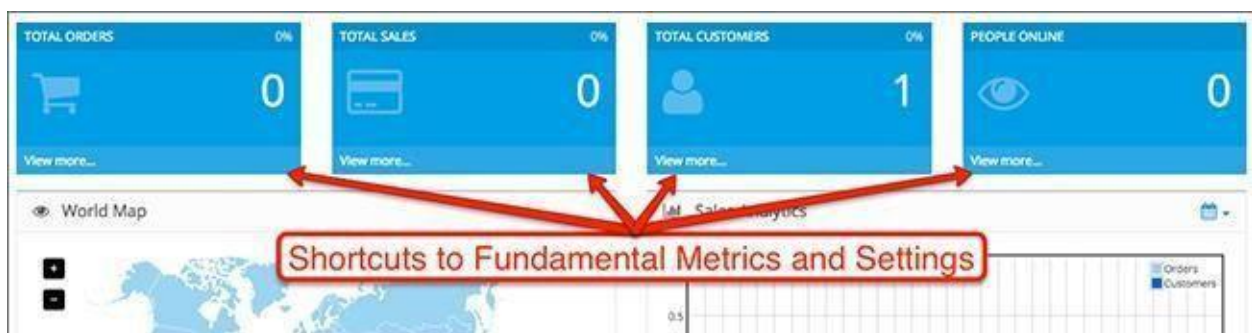 TOTAL ORDERS 0%
0
View more...
TOTAL SALES 0%
0
View more...
TOTAL CUSTOMERS 0%
1
View more...
PEOPLE ONLINE
0
View more...
World Map
Sales Analytics
Shortcuts to Fundamental Metrics and Settings
+
-
Orders
Customers
0.5